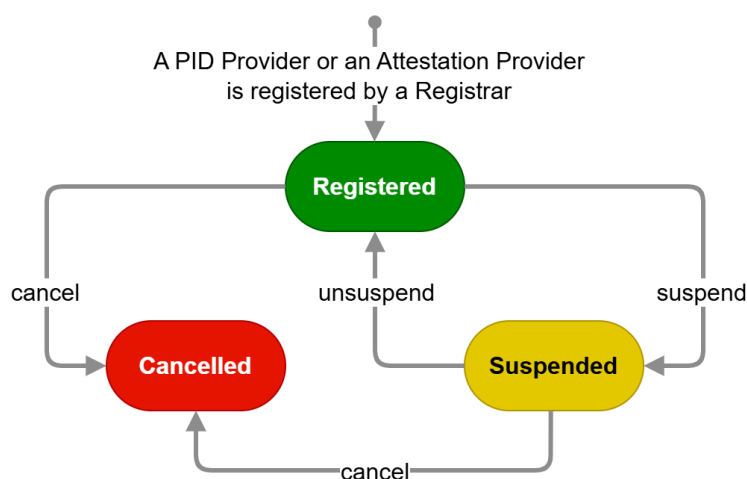 A PID Provider or an Attestation Provider
is registered by a Registrar
Registered
cancel
unsuspend
suspend
Cancelled
Suspended
cancel